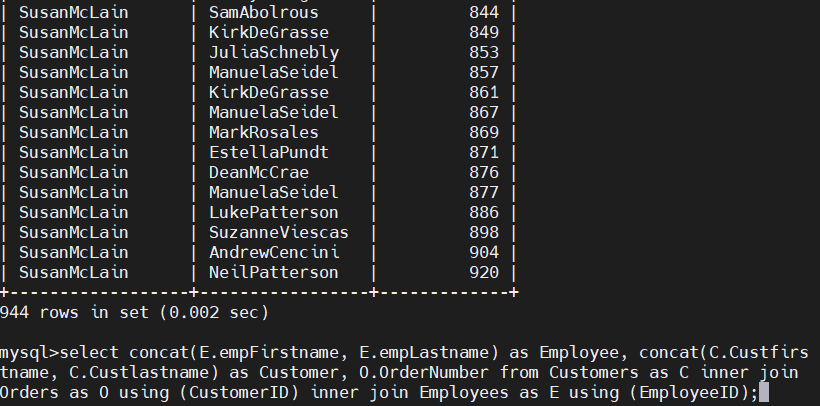 | SusanMcLain      | SamAbolrous     |         844 |
| SusanMcLain      | KirkDeGrasse    |         849 |
| SusanMcLain      | JuliaSchnebly   |         853 |
| SusanMcLain      | ManuelaSeidel   |         857 |
| SusanMcLain      | KirkDeGrasse    |         861 |
| SusanMcLain      | ManuelaSeidel   |         867 |
| SusanMcLain      | MarkRosales     |         869 |
| SusanMcLain      | EstellaPundt    |         871 |
| SusanMcLain      | DeanMcCrae      |         876 |
| SusanMcLain      | ManuelaSeidel   |         877 |
| SusanMcLain      | LukePatterson   |         886 |
| SusanMcLain      | SuzanneViescas  |         898 |
| SusanMcLain      | AndrewCencini   |         904 |
| SusanMcLain      | NeilPatterson   |         920 |
+------------------+-----------------+-------------+
944 rows in set (0.002 sec)
mysql>select concat(E.empFirstname, E.empLastname) as Employee, concat(C.Custfirs
tname, C.Custlastname) as Customer, O.OrderNumber from Customers as C inner join
Orders as O using (CustomerID) inner join Employees as E using (EmployeeID);